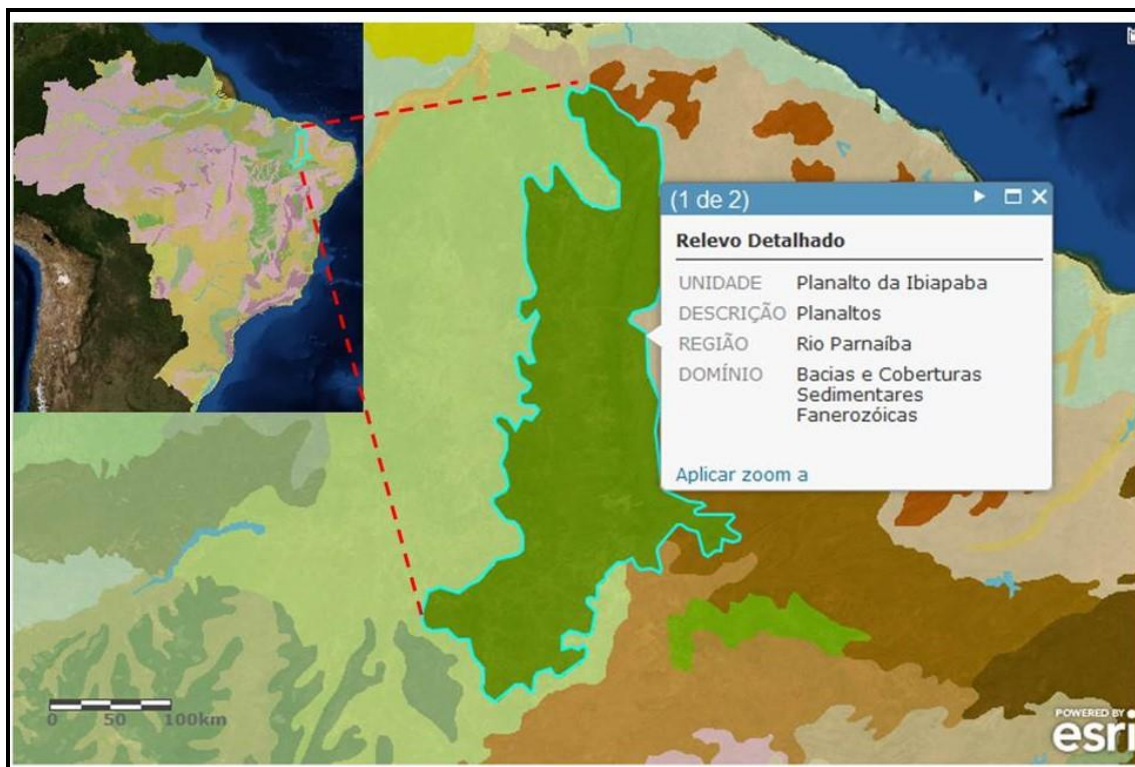 (1 de 2)
Relevo Detalhado
UNIDADE Planalto da Ibiapaba
DESCRIÇÃO Planaltos
REGIÃO Rio Parnaíba
DOMÍNIO Bacias e Coberturas
Sedimentares
Fanerozóicas
Aplicar zoom a
0 50 100km
POWERED BY
esri